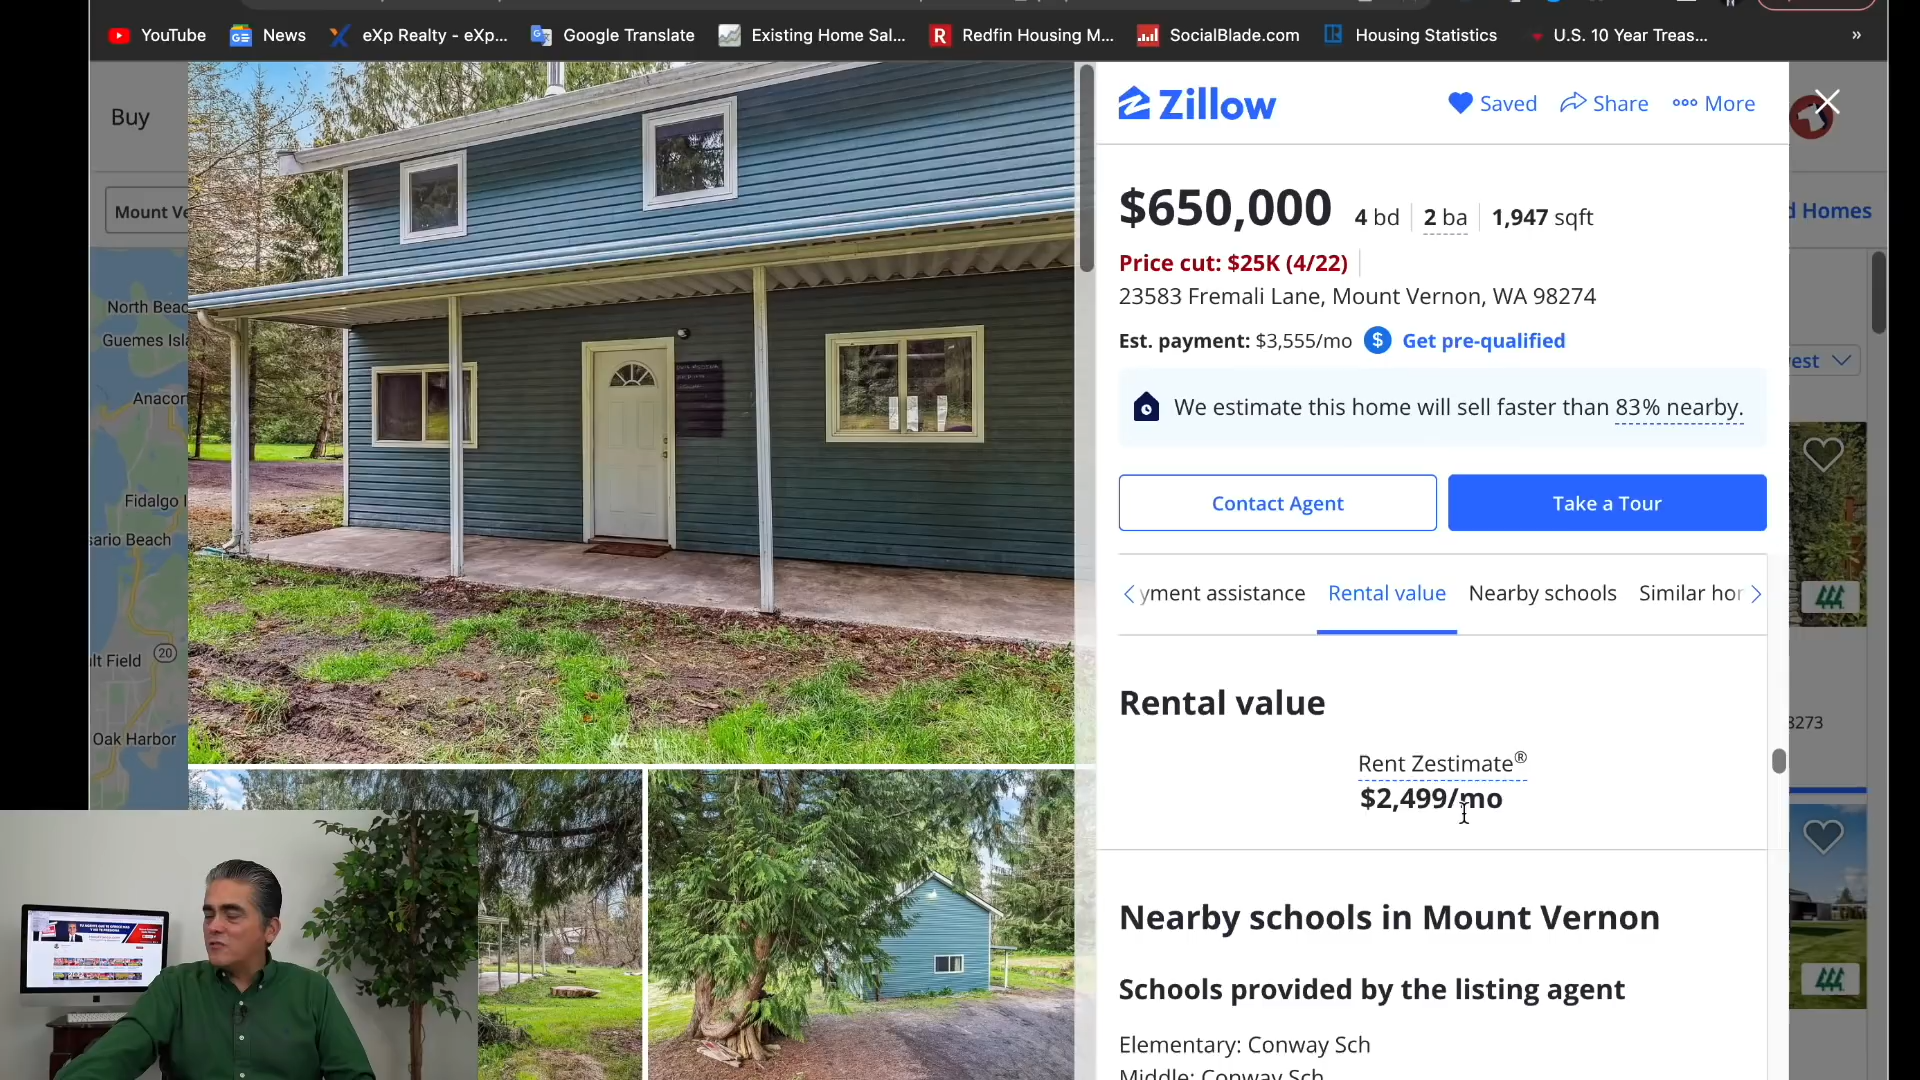 YouTube
News
eXp Realty - eXp...
Google Translate
Existing Home Sal...
Redfin Housing M...
SocialBlade.com
Housing Statistics
U.S. 10 Year Treas...
»
Buy
Mount Ve
d Homes
North Beac
Guemes Isla
Anacor
Fidalgo I
sario Beach
20
lt Field
Oak Harbor
est
8273
Zillow
Saved
Share
More
$650,000
4 bd
2 ba
1,947 sqft
Price cut: $25K (4/22)
23583 Fremali Lane, Mount Vernon, WA 98274
Est. payment: $3,555/mo
$
Get pre-qualified
We estimate this home will sell faster than 83% nearby.
Contact Agent
Take a Tour
yment assistance
Rental value
Nearby schools
Similar hor
Rental value
Rent Zestimate®
$2,499/mo
Nearby schools in Mount Vernon
Schools provided by the listing agent
Elementary: Conway Sch
Middle: Conway Sch